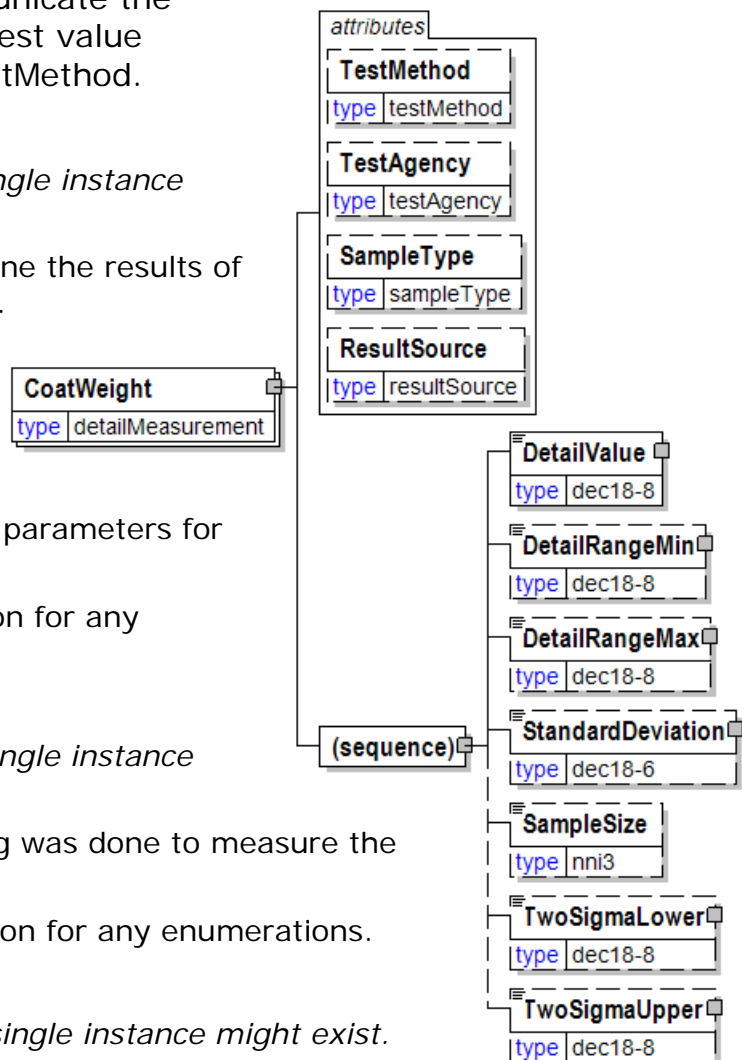 unicate the
est value
tMethod.
ngle instance
ne the results of
.
parameters for
on for any
ngle instance
g was done to measure the
on for any enumerations.
single instance might exist.
attributes
TestMethod
type testMethod
TestAgency
type testAgency
SampleType
type sampleType
ResultSource
type resultSource
CoatWeight
type detailMeasurement
(sequence)
DetailValue
type dec18-8
DetailRangeMin
type dec18-8
DetailRangeMax
type dec18-8
StandardDeviation
type dec18-6
SampleSize
type nni3
TwoSigmaLower
type dec18-8
TwoSigmaUpper
type dec18-8